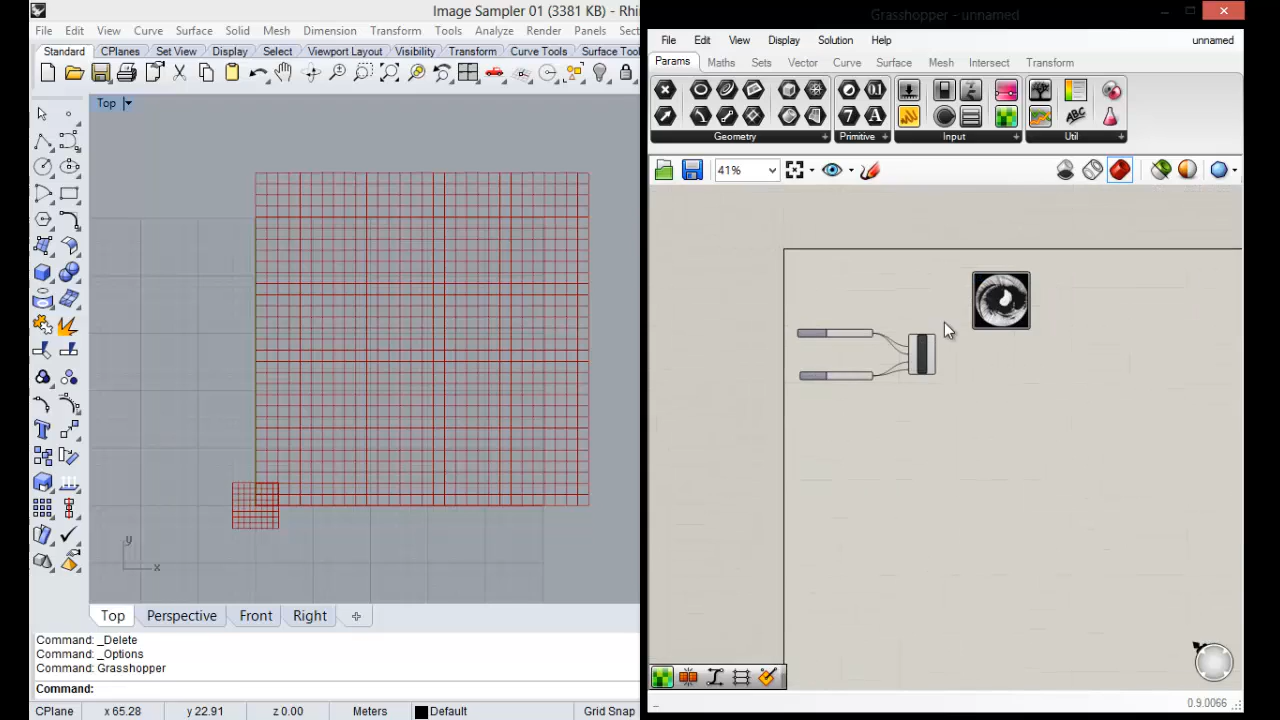 Image Sampler 01 (3381 KB) - Rhi
File Edit View Curve Surface Solid Mesh Dimension Transform Tools Analyze Render Panels Secti
Standard CPlanes Set View Display Select Viewport Layout Visibility Transform Curve Tools Surface Tool
Top
Top Perspective Front Right
Command: _Delete
Command: _Options
Command: Grasshopper
Command:
CPlane x 65.28 y 22.91 z 0.00 Meters Default Grid Snap
y
x
Grasshopper - unnamed
File Edit View Display Solution Help unnamed
Params Maths Sets Vector Curve Surface Mesh Intersect Transform
Geometry Primitive Input Util
41%
0.9.0066